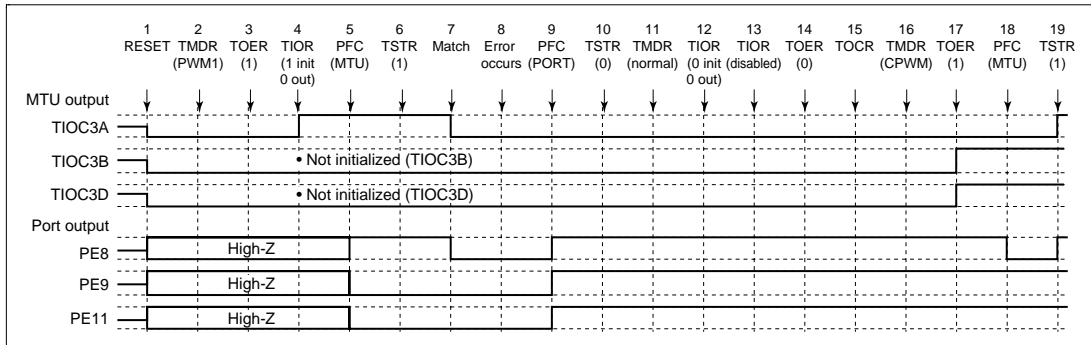 1 2 3 4 5 6 7 8 9 10 11 12 13 14 15 16 17 18 19
RESET TMDR TOER TIOR PFC TSTR Match Error PFC TSTR TMDR TIOR TIOR TOER TOCR TMDR TOER PFC TSTR
(PWM1) (1) (1 init (MTU) (1) occurs (PORT) (0) (normal) (0 init (disabled) (0) (CPWM) (1) (MTU) (1)
0 out) 0 out)
MTU output
TIOC3A
TIOC3B • Not initialized (TIOC3B)
TIOC3D • Not initialized (TIOC3D)
Port output
PE8 High-Z
PE9 High-Z
PE11 High-Z